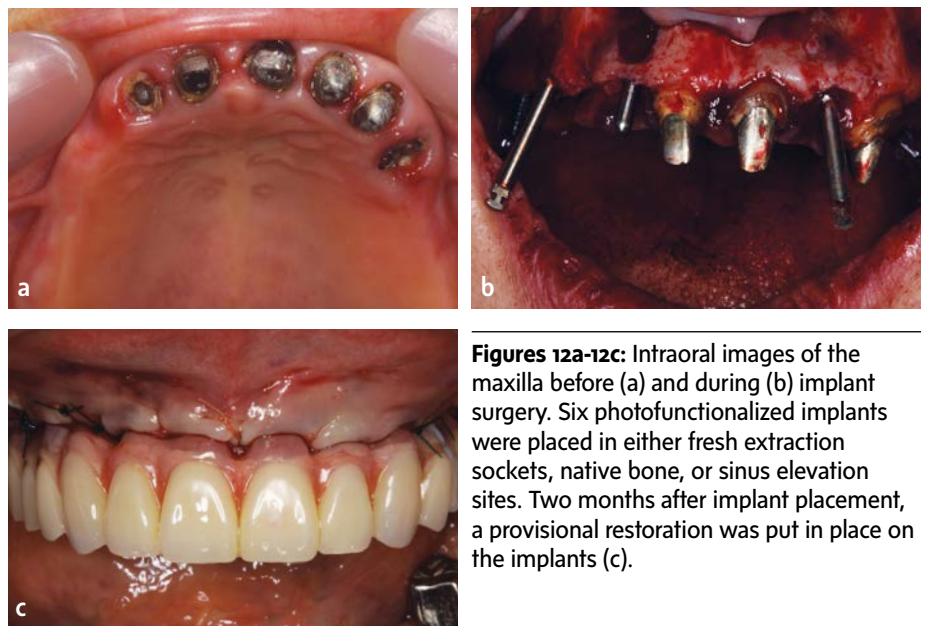 a
b
c
Figures 12a-12c: Intraoral images of the
maxilla before (a) and during (b) implant
surgery. Six photofunctionalized implants
were placed in either fresh extraction
sockets, native bone, or sinus elevation
sites. Two months after implant placement,
a provisional restoration was put in place on
the implants (c).